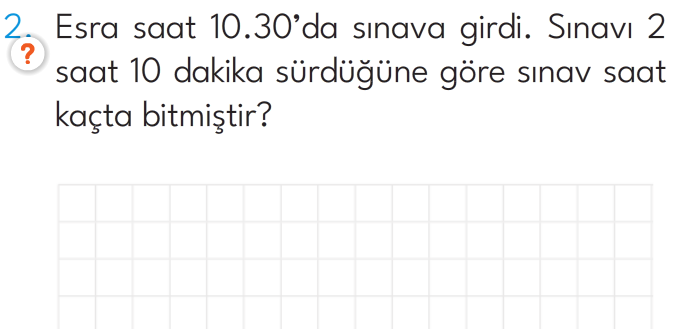 2. Esra saat 10.30’da sınava girdi. Sınavı 2
?
saat 10 dakika sürdüğüne göre sınav saat
kaçta bitmiştir?